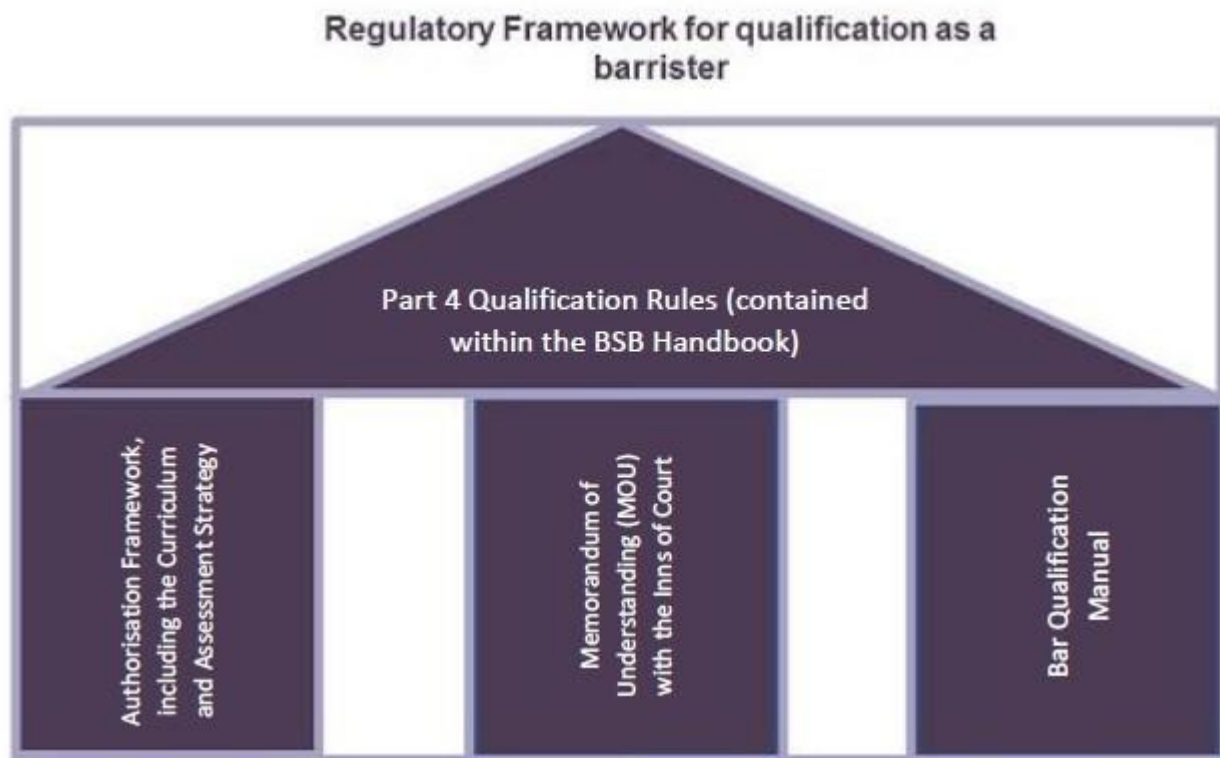 Regulatory Framework for qualification as a
barrister
Part 4 Qualification Rules (contained
within the BSB Handbook)
Authorisation Framework,
including the Curriculum
and Assessment Strategy
Memorandum of
Understanding (MOU)
with the Inns of Court
Bar Qualification
Manual